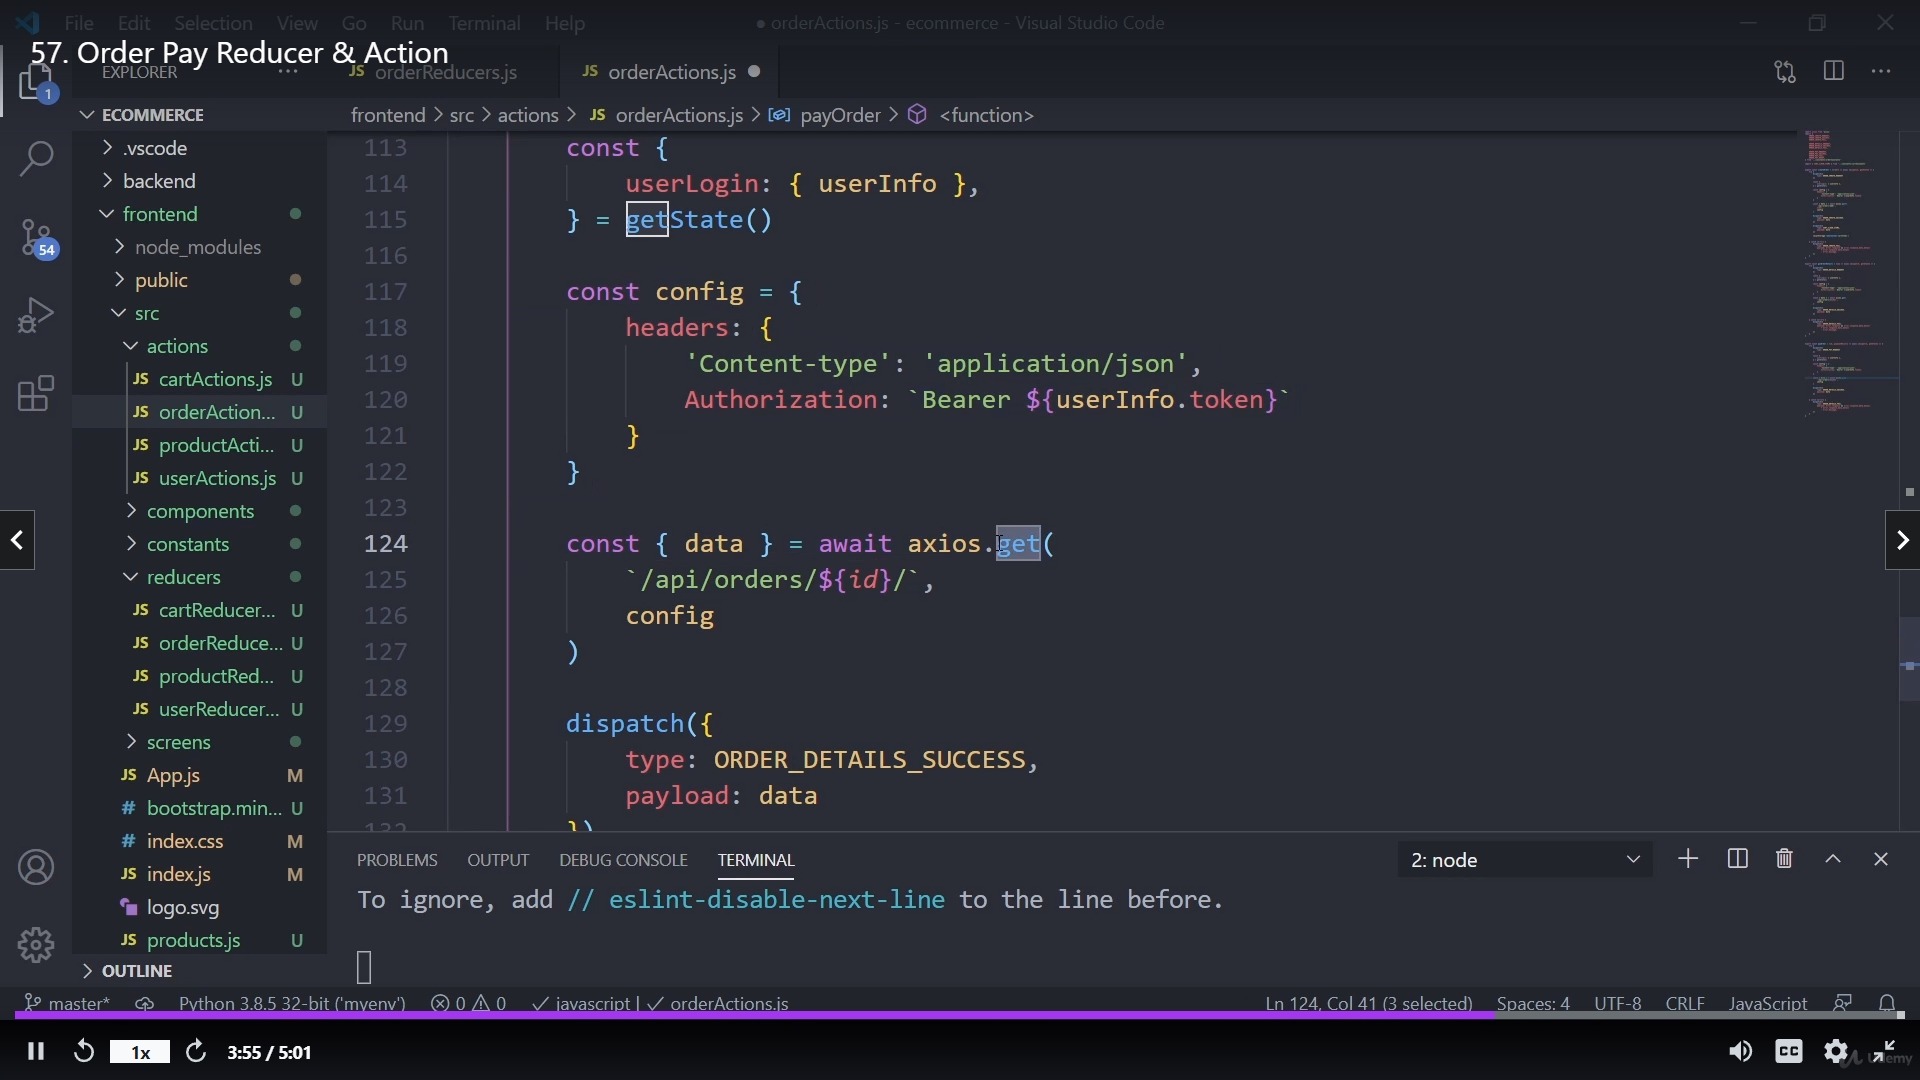 File Edit Selection View Go Run Terminal Help
● orderActions.js - ecommerce - Visual Studio Code
57. Order Pay Reducer & Action
EXPLORER
JS orderReducers.js
JS orderActions.js
1
54
ECOMMERCE
.vscode
backend
frontend
node_modules
public
src
actions
JS cartActions.js U
JS orderAction... U
JS productActi... U
JS userActions.js U
components
constants
reducers
JS cartReducer... U
JS orderReduce... U
JS productRed... U
JS userReducer... U
screens
JS App.js M
# bootstrap.min... U
# index.css M
JS index.js M
logo.svg
JS products.js U
OUTLINE
frontend > src > actions > JS orderActions.js > payOrder > <function>
113 const {
114 userLogin: { userInfo },
115 } = getState()
116
117 const config = {
118 headers: {
119 'Content-type': 'application/json',
120 Authorization: `Bearer ${userInfo.token}`
121 }
122 }
123
124 const { data } = await axios.get(
125 `/api/orders/${id}/`,
126 config
127 )
128
129 dispatch({
130 type: ORDER_DETAILS_SUCCESS,
131 payload: data
132 })
PROBLEMS OUTPUT DEBUG CONSOLE TERMINAL
2: node
To ignore, add // eslint-disable-next-line to the line before.
master* Python 3.8.5 32-bit ('myenv') 0 0 javascript | orderActions.js
Ln 124, Col 41 (3 selected) Spaces: 4 UTF-8 CRLF JavaScript
1x
3:55 / 5:01
CC
Udemy